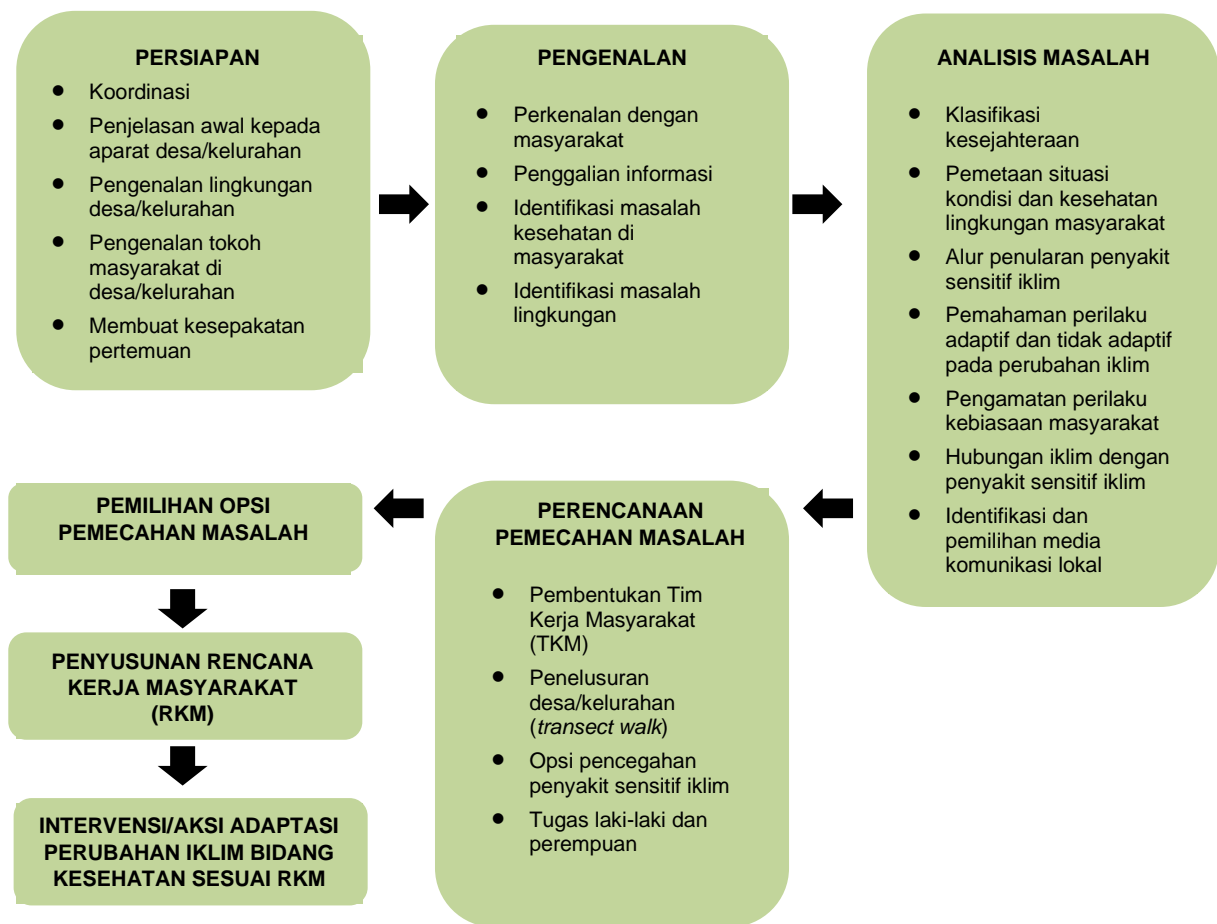 PERSIAPAN
● Koordinasi
● Penjelasan awal kepada
aparat desa/kelurahan
● Pengenalan lingkungan
desa/kelurahan
● Pengenalan tokoh
masyarakat di
desa/kelurahan
● Membuat kesepakatan
pertemuan
PENGENALAN
● Perkenalan dengan
masyarakat
● Penggalian informasi
● Identifikasi masalah
kesehatan di
masyarakat
● Identifikasi masalah
lingkungan
ANALISIS MASALAH
● Klasifikasi
kesejahteraan
● Pemetaan situasi
kondisi dan kesehatan
lingkungan masyarakat
● Alur penularan penyakit
sensitif iklim
● Pemahaman perilaku
adaptif dan tidak adaptif
pada perubahan iklim
● Pengamatan perilaku
kebiasaan masyarakat
● Hubungan iklim dengan
penyakit sensitif iklim
● Identifikasi dan
pemilihan media
komunikasi lokal
PERENCANAAN
PEMECAHAN MASALAH
● Pembentukan Tim
Kerja Masyarakat
(TKM)
● Penelusuran
desa/kelurahan
(transect walk)
● Opsi pencegahan
penyakit sensitif iklim
● Tugas laki-laki dan
perempuan
PEMILIHAN OPSI
PEMECAHAN MASALAH
PENYUSUNAN RENCANA
KERJA MASYARAKAT
(RKM)
INTERVENSI/AKSI ADAPTASI
PERUBAHAN IKLIM BIDANG
KESEHATAN SESUAI RKM